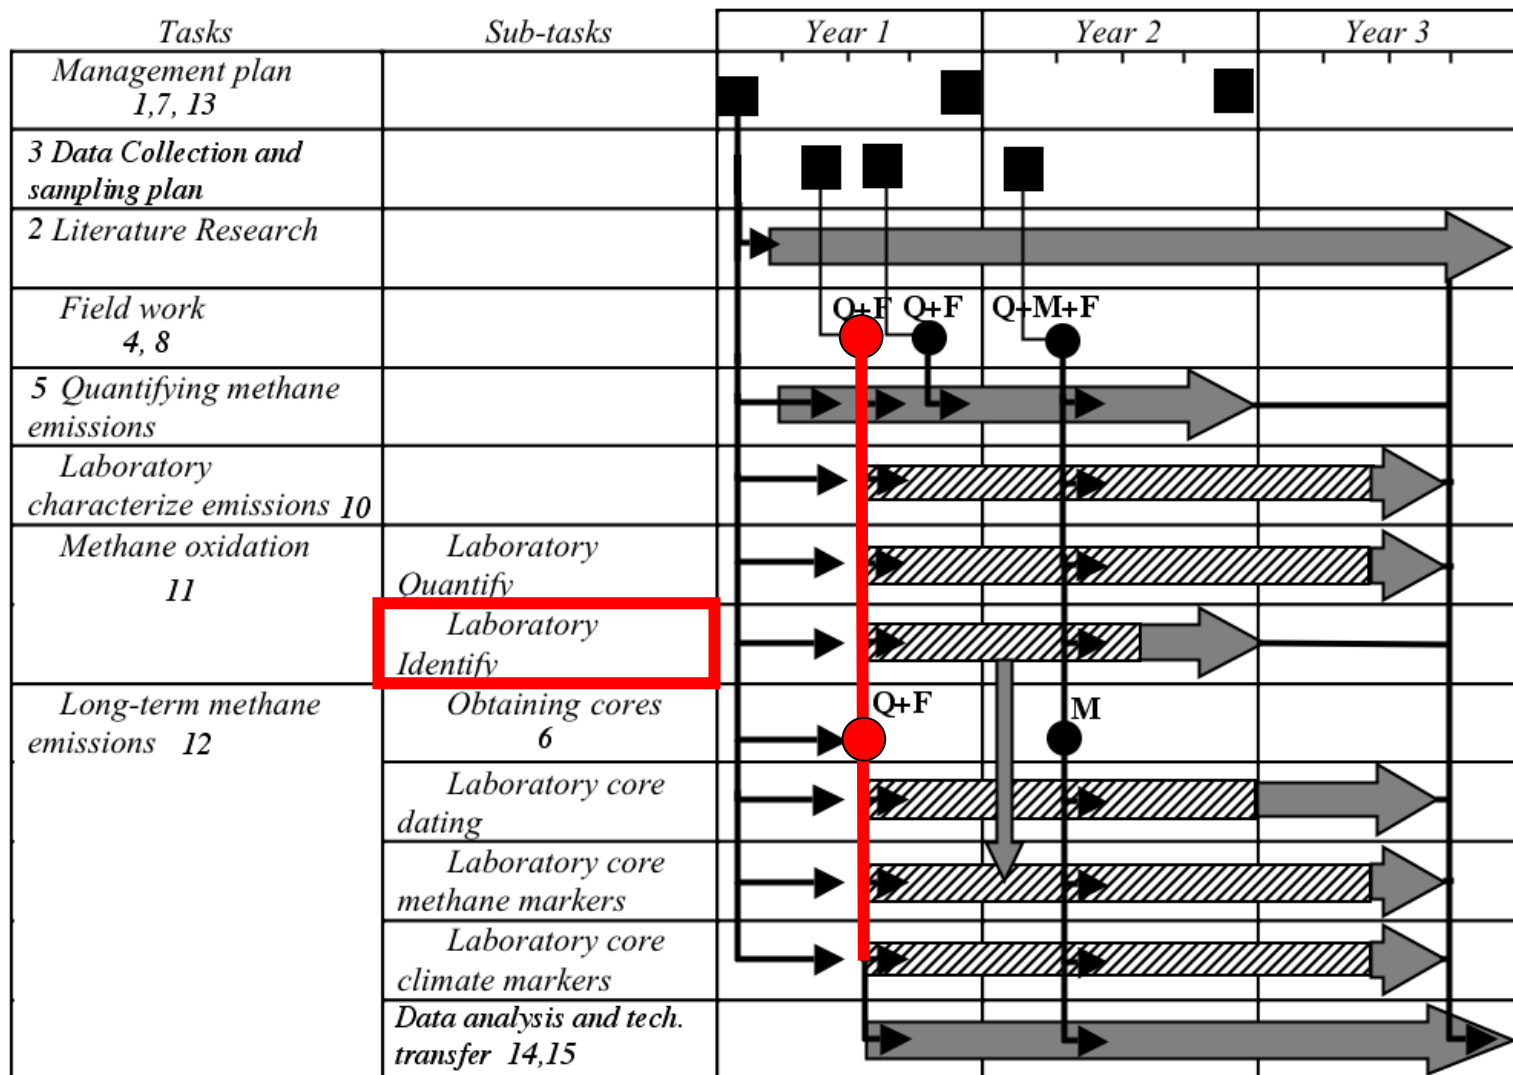 Tasks Sub-tasks Year 1 Year 2 Year 3
Management plan
1,7, 13
3 Data Collection and
sampling plan
2 Literature Research
Field work
4, 8
Q+F Q+F Q+M+F
5 Quantifying methane
emissions
Laboratory
characterize emissions 10
Methane oxidation
11
Laboratory
Quantify
Laboratory
Identify
Long-term methane
emissions 12
Obtaining cores
6
Q+F M
Laboratory core
dating
Laboratory core
methane markers
Laboratory core
climate markers
Data analysis and tech.
transfer 14,15